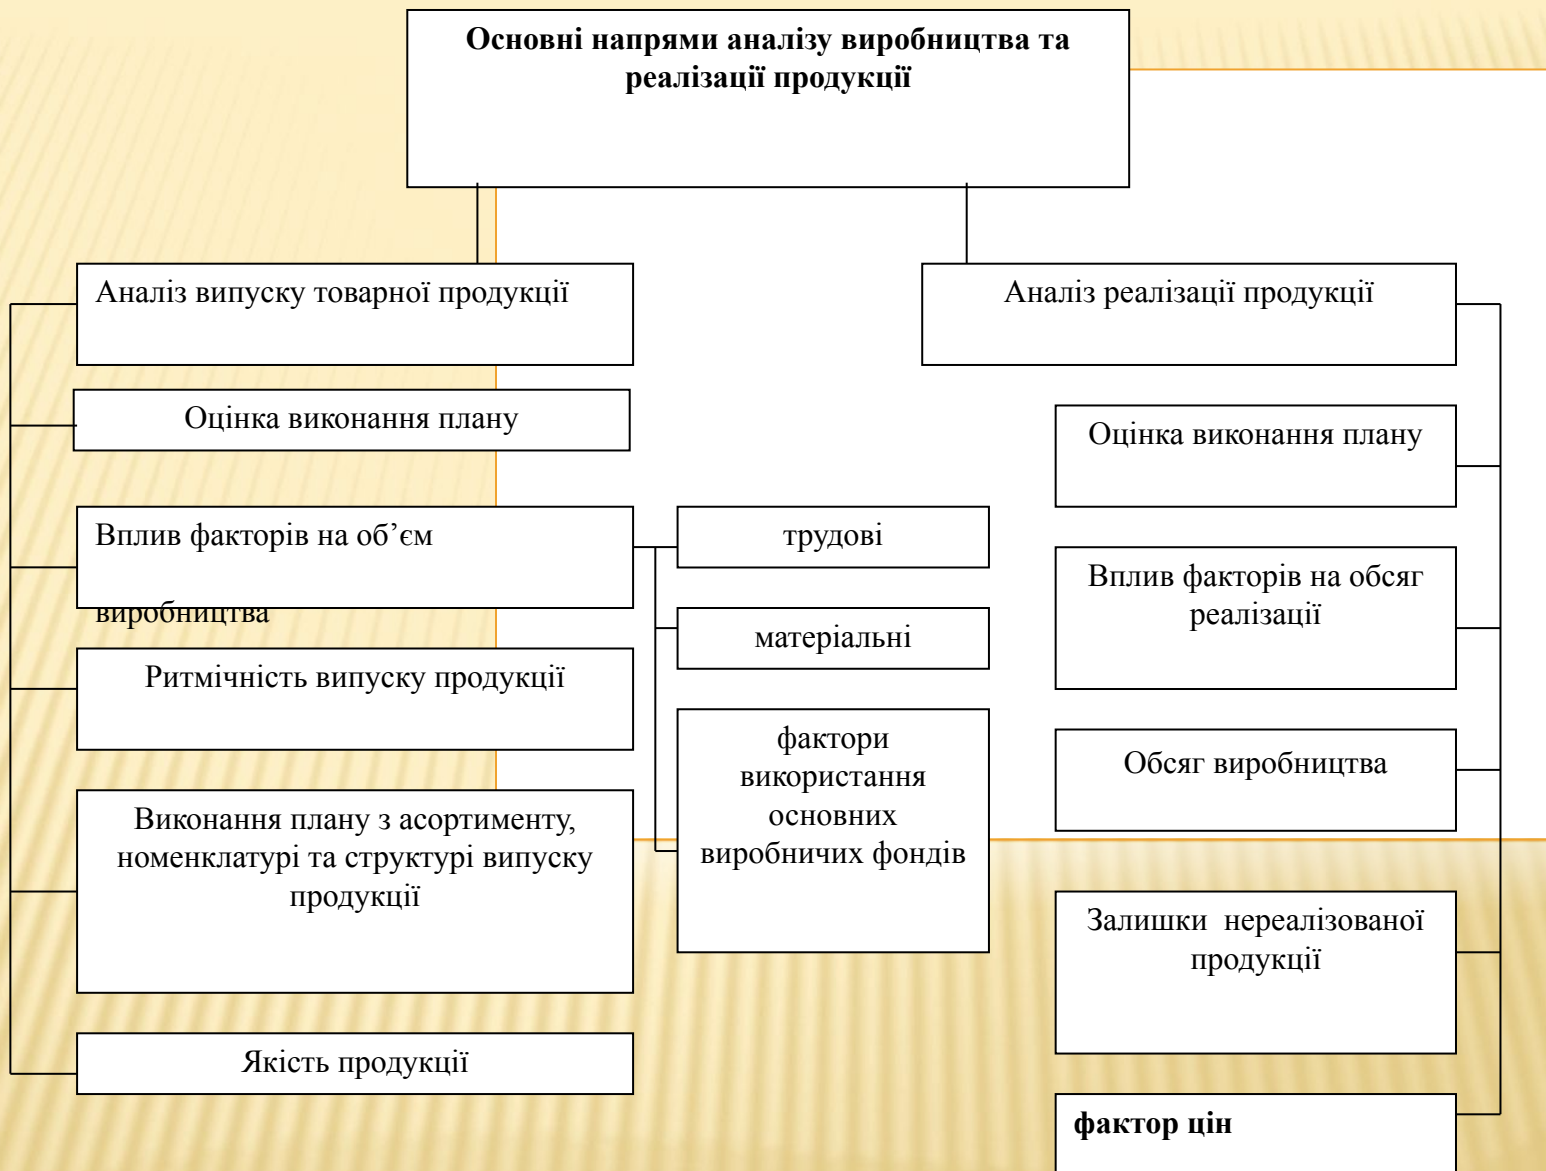 Основні напрями аналізу виробництва та
реалізації продукції
Аналіз випуску товарної продукції
Оцінка виконання плану
Вплив факторів на об’єм
виробництва
Ритмічність випуску продукції
Виконання плану з асортименту,
номенклатурі та структурі випуску
продукції
Якість продукції
трудові
матеріальні
фактори
використання
основних
виробничих фондів
Аналіз реалізації продукції
Оцінка виконання плану
Вплив факторів на обсяг
реалізації
Обсяг виробництва
Залишки нереалізованої
продукції
фактор цін